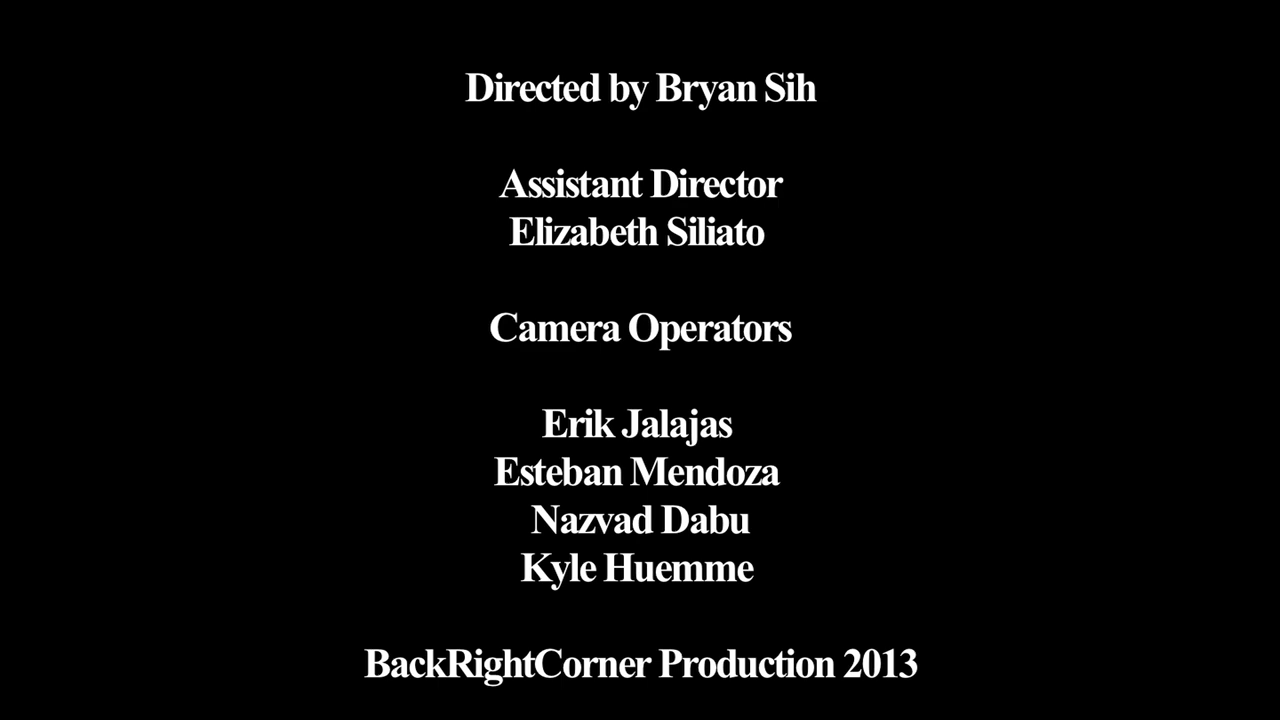 Directed by Bryan Sih
Assistant Director
Elizabeth Siliato
Camera Operators
Erik Jalajas
Esteban Mendoza
Nazvad Dabu
Kyle Huemme
BackRightCorner Production 2013